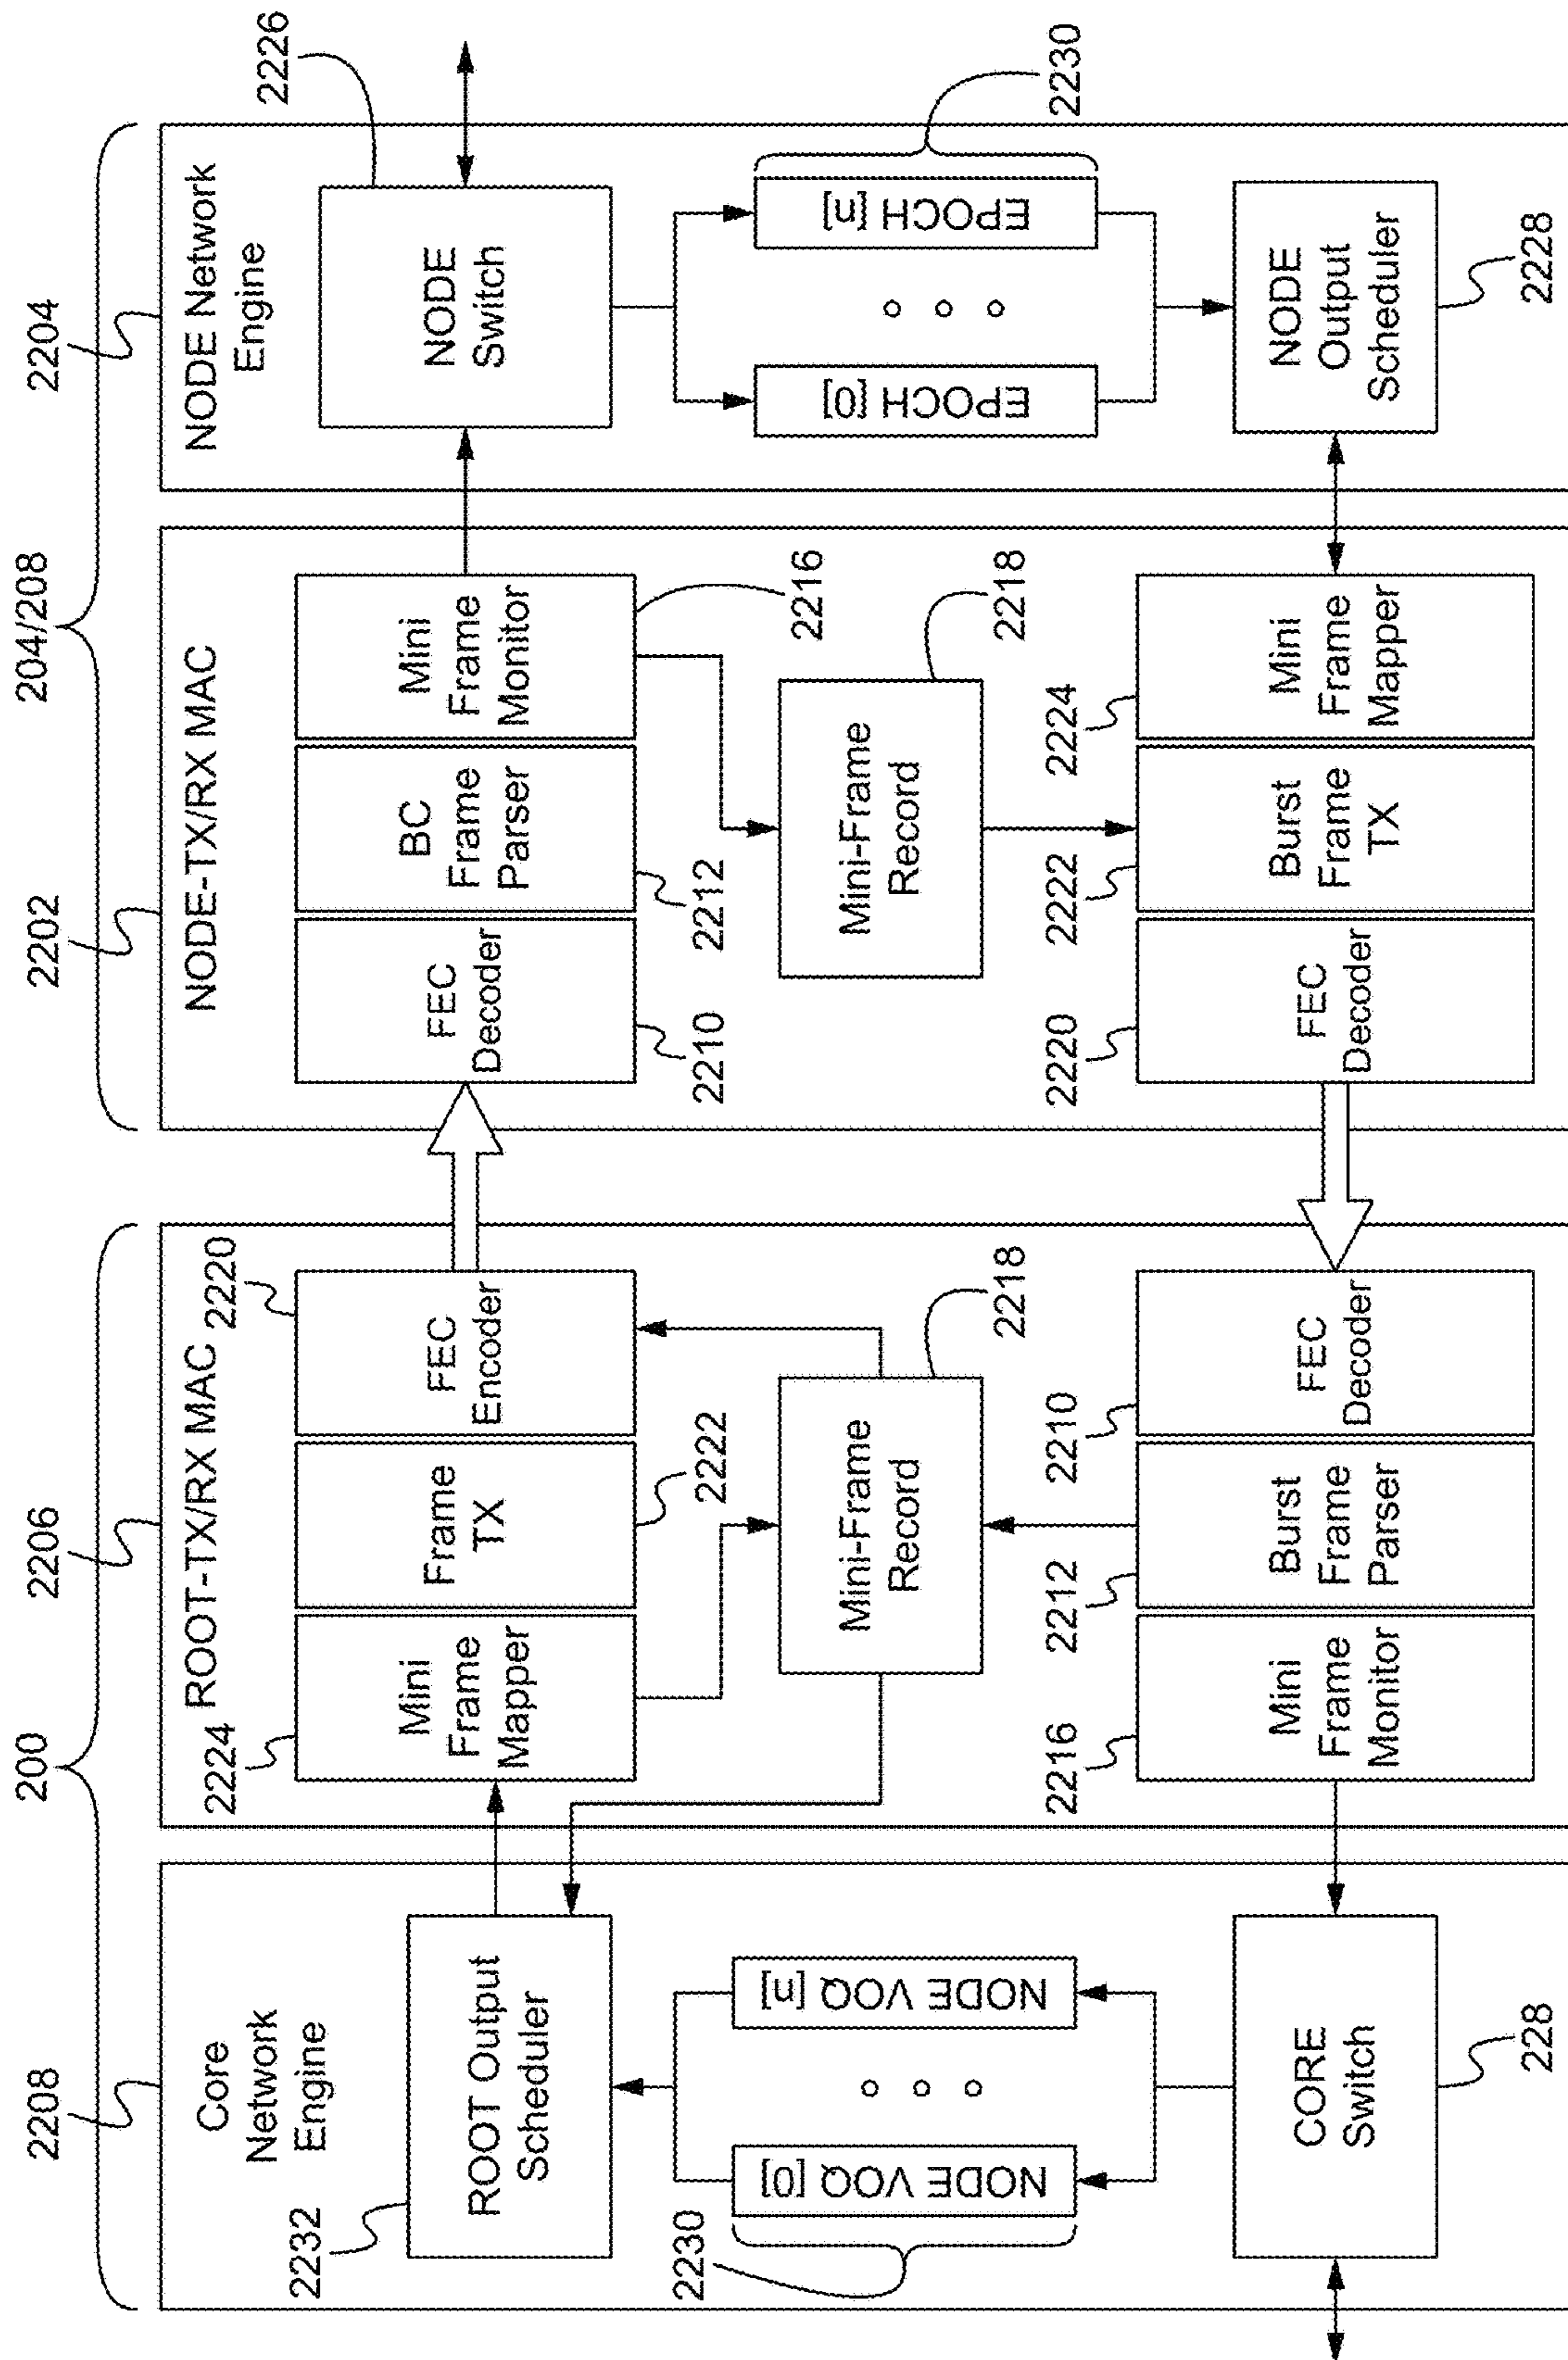 200
204/208
2208
2206
2202
2204
Core
Network
Engine
2232
ROOT Output
Scheduler
2230
NODE VOQ [0]
NODE VOQ [n]
CORE
Switch
228
ROOT-TX/RX MAC
2224
Mini
Frame
Mapper
Frame
TX
2222
FEC
Encoder
2220
Mini-Frame
Record
2218
2216
Mini
Frame
Monitor
2212
Burst
Frame
Parser
2210
FEC
Decoder
NODE-TX/RX MAC
FEC
Decoder
2210
BC
Frame
Parser
2212
Mini
Frame
Monitor
2216
Mini-Frame
Record
2218
2220
FEC
Decoder
2222
Burst
Frame
TX
2224
Mini
Frame
Mapper
NODE Network
Engine
NODE
Switch
2226
EPOCH [0]
EPOCH [n]
2230
NODE
Output
Scheduler
2228